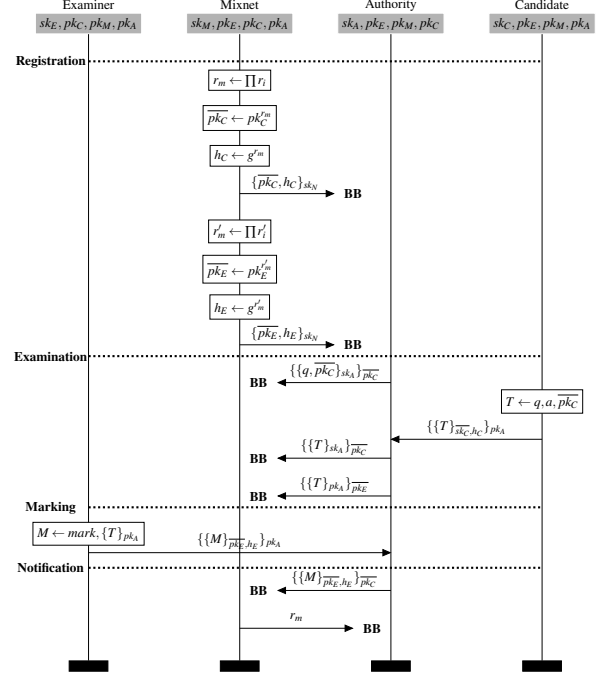 Examiner Mixnet Authority Candidate
sk_E, pk_C, pk_M, pk_A sk_M, pk_E, pk_C, pk_A sk_A, pk_E, pk_M, pk_C sk_C, pk_E, pk_M, pk_A
Registration
r_m ← ∏ r_i
\overline{pk_C} ← pk_C^{r_m}
h_C ← g^{r_m}
{\overline{pk_C}, h_C}_{sk_N} BB
r'_m ← ∏ r'_i
\overline{pk_E} ← pk_E^{r'_m}
h_E ← g^{r'_m}
{\overline{pk_E}, h_E}_{sk_N} BB
Examination
BB {{q, \overline{pk_C}}_{sk_A}}_{\overline{pk_C}}
T ← q, a, \overline{pk_C}
{{T}_{\overline{sk_C}, h_C}}_{pk_A}
BB {{T}_{sk_A}}_{\overline{pk_C}}
BB {{T}_{pk_A}}_{\overline{pk_E}}
Marking
M ← mark, {T}_{pk_A}
{{M}_{\overline{pk_E}, h_E}}_{pk_A}
Notification
BB {{M}_{\overline{pk_E}, h_E}}_{\overline{pk_C}}
r_m BB